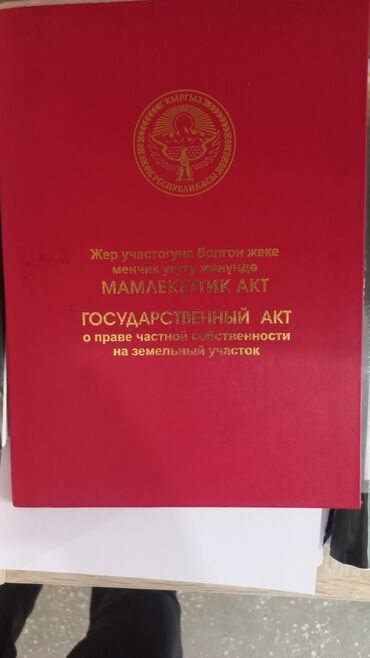 КЫРГЫЗ
РЕСПУБЛИКАСЫ
Жер участогуна болгон жеке
менчик укугу жөнүндө
МАМЛЕКЕТТИК АКТ
ГОСУДАРСТВЕННЫЙ АКТ
о праве частной собственности
на земельный участок